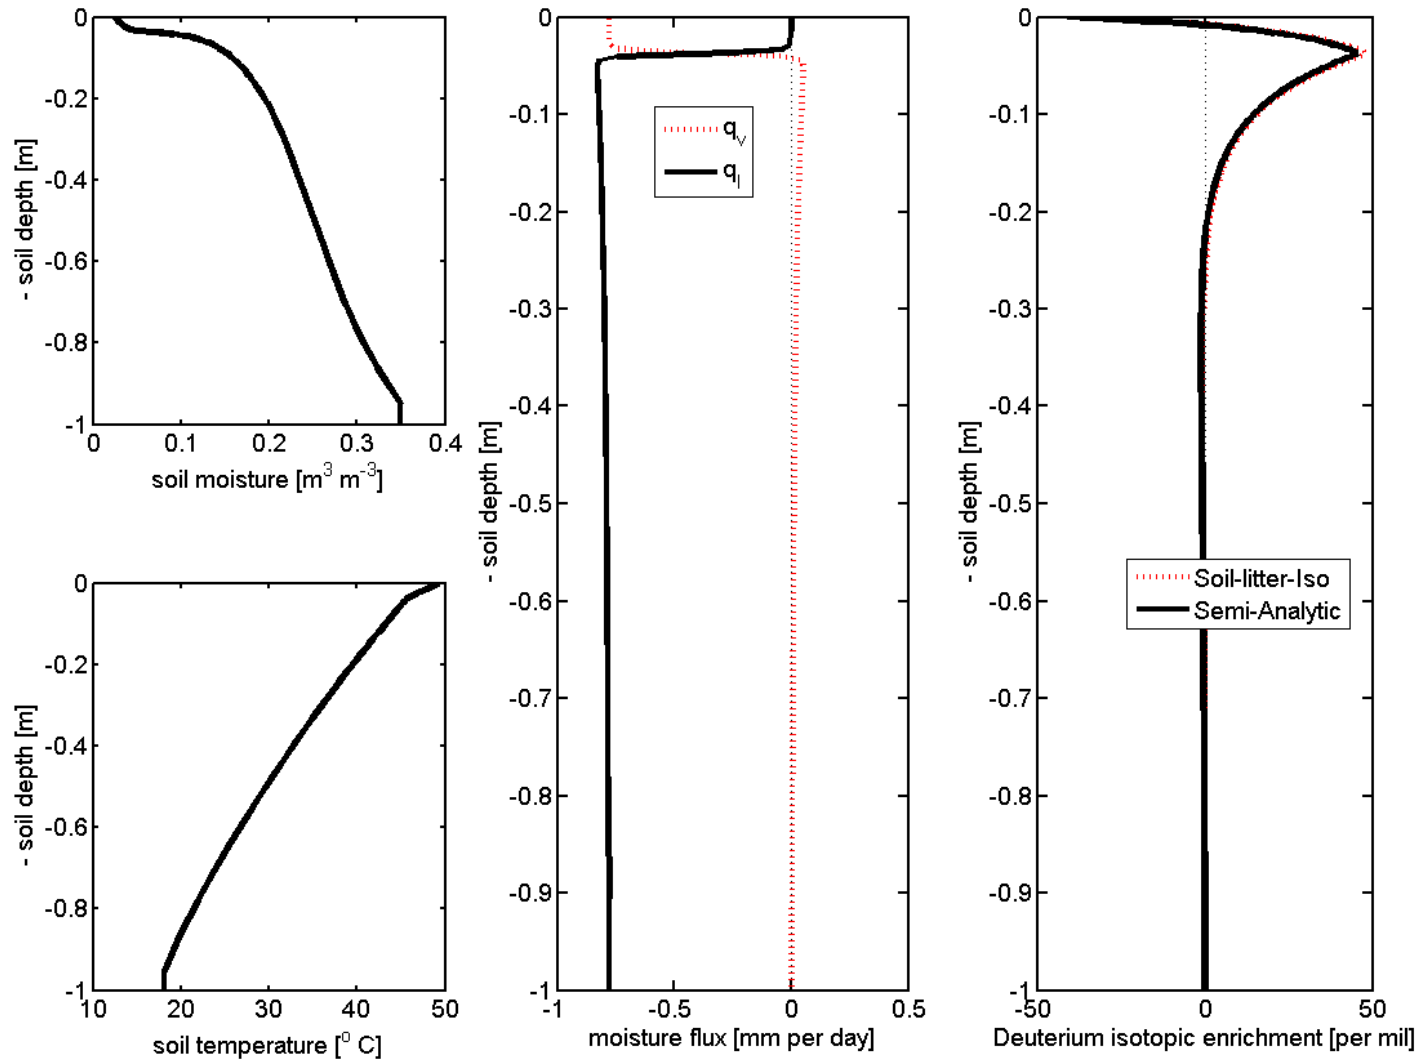 0
-0.2
-0.4
-0.6
-0.8
-1
0 0.1 0.2 0.3 0.4
- soil depth [m]
soil moisture [m³ m⁻³]
0
-0.2
-0.4
-0.6
-0.8
-1
10 20 30 40 50
- soil depth [m]
soil temperature [⁰ C]
0
-0.1
-0.2
-0.3
-0.4
-0.5
-0.6
-0.7
-0.8
-0.9
-1
-1 -0.5 0 0.5
- soil depth [m]
moisture flux [mm per day]
q_v
q_l
0
-0.1
-0.2
-0.3
-0.4
-0.5
-0.6
-0.7
-0.8
-0.9
-1
-50 0 50
- soil depth [m]
Deuterium isotopic enrichment [per mil]
Soil-litter-Iso
Semi-Analytic